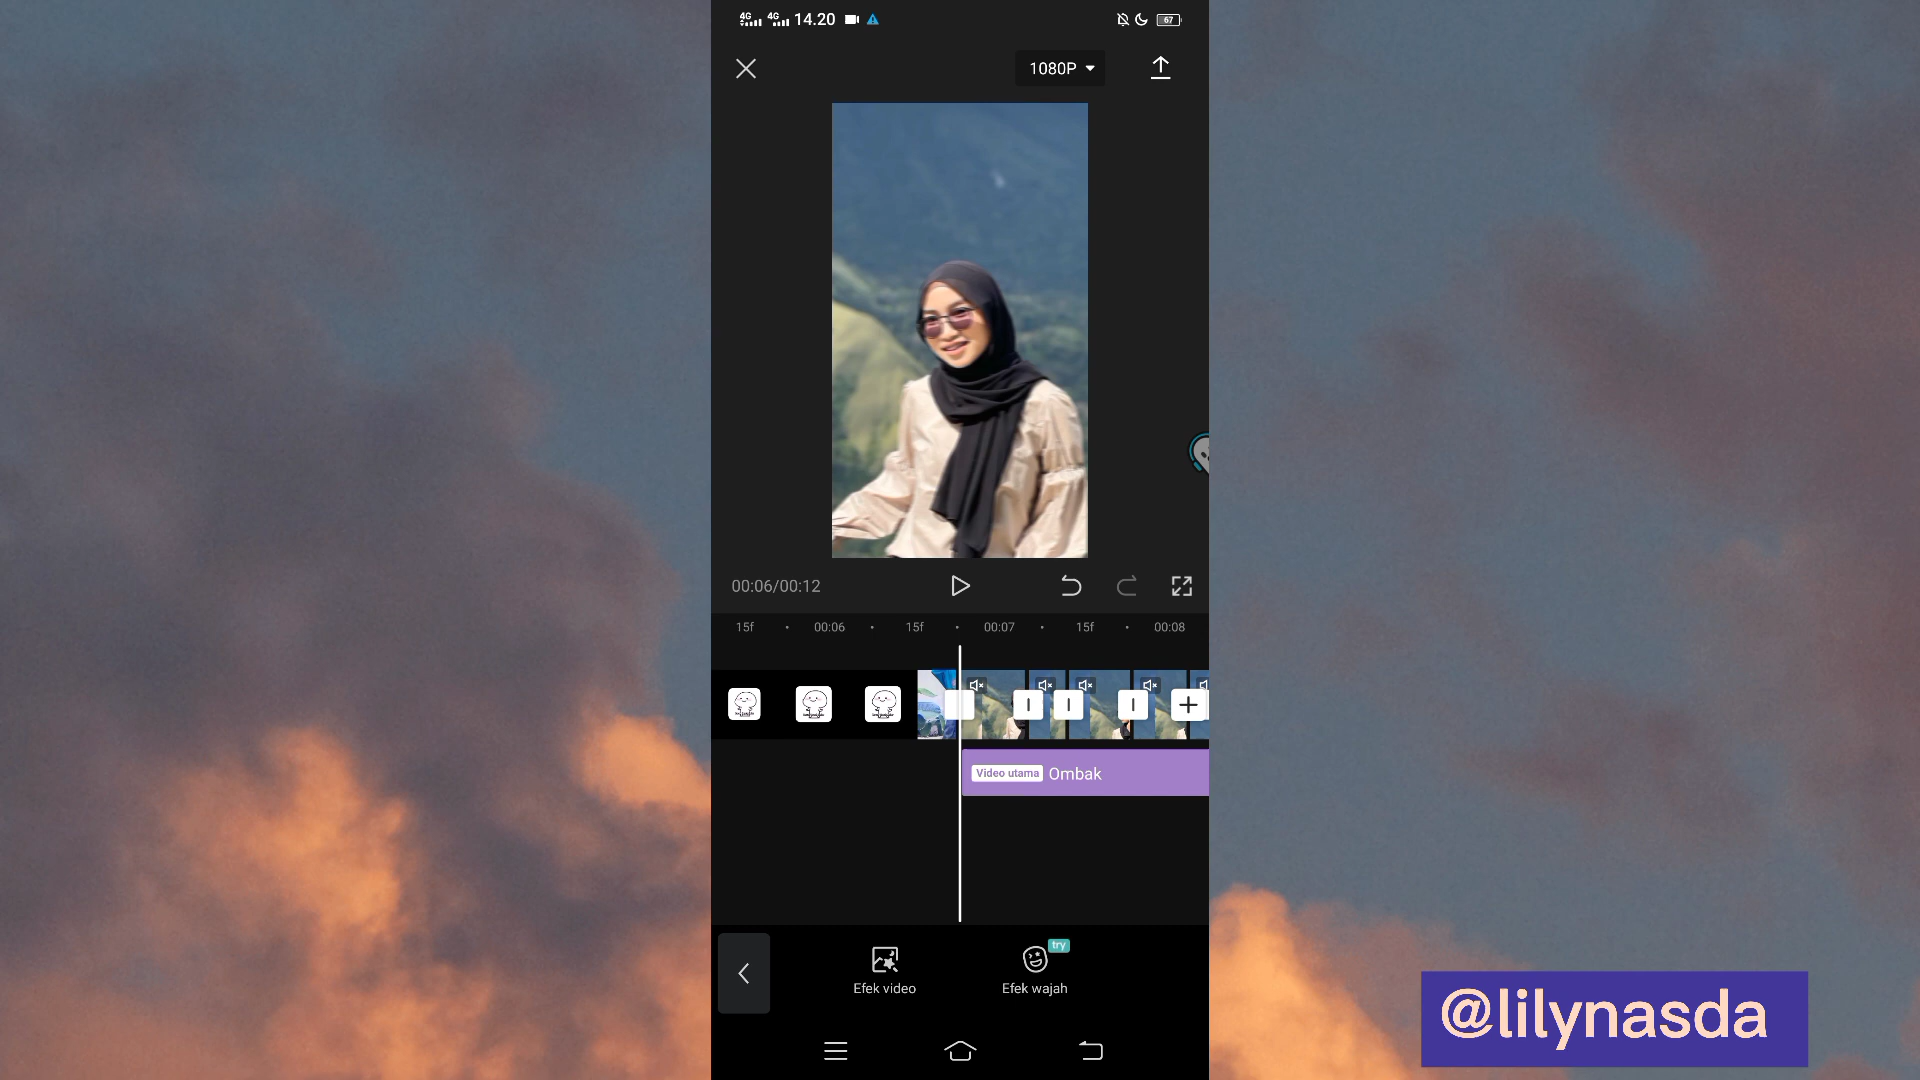 4G 4G 14.20
67
1080P
00:06/00:12
15f 00:06 15f 00:07 15f 00:08
Video utama Ombak
try
Efek video Efek wajah
@lilynasda